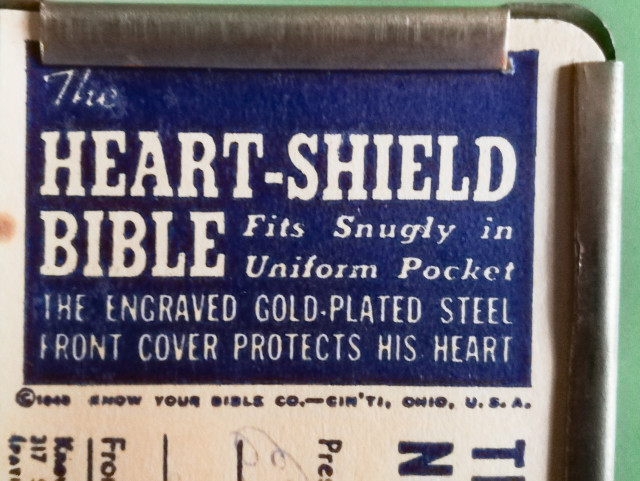 The
HEART-SHIELD
BIBLE Fits Snugly in
Uniform Pocket
THE ENGRAVED GOLD-PLATED STEEL
FRONT COVER PROTECTS HIS HEART
KNOW YOUR BIBLE CO.—CIN'TI, OHIO, U.S.A.